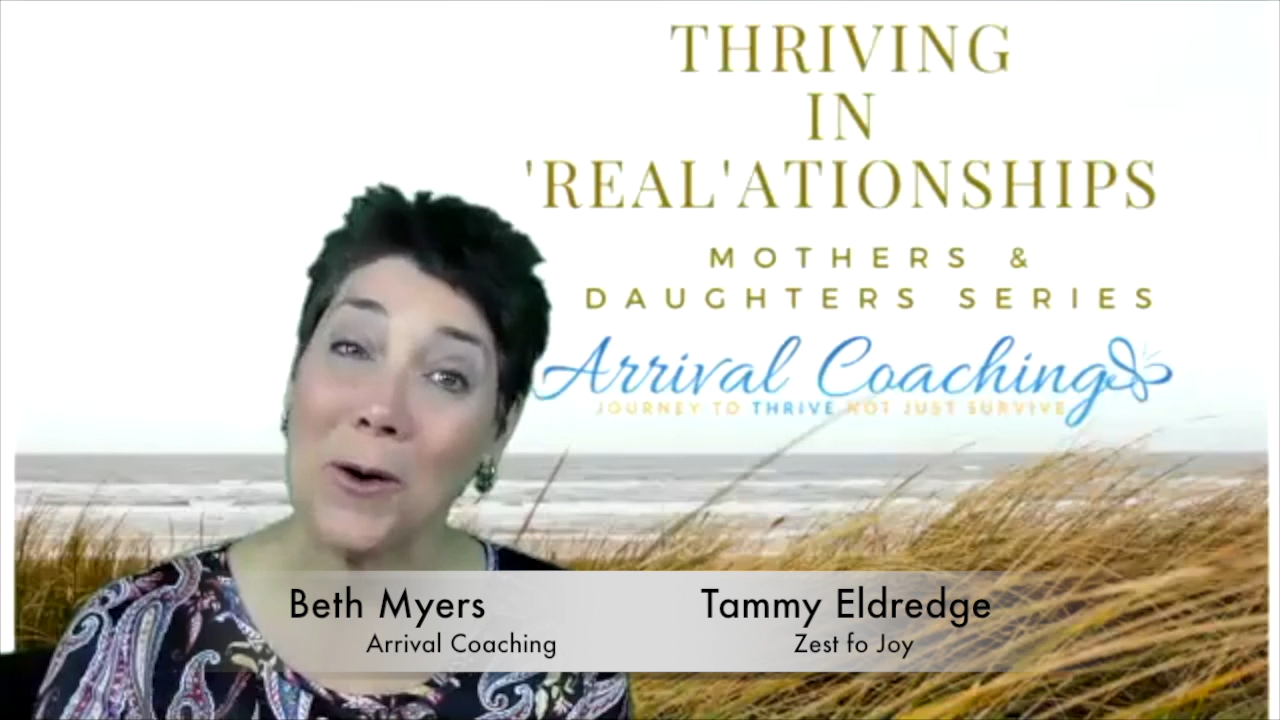 THRIVING
IN
'REAL'ATIONSHIPS
MOTHERS &
DAUGHTERS SERIES
Arrival Coaching
JOURNEY TO THRIVE NOT JUST SURVIVE
Beth Myers Tammy Eldredge
Arrival Coaching Zest fo Joy